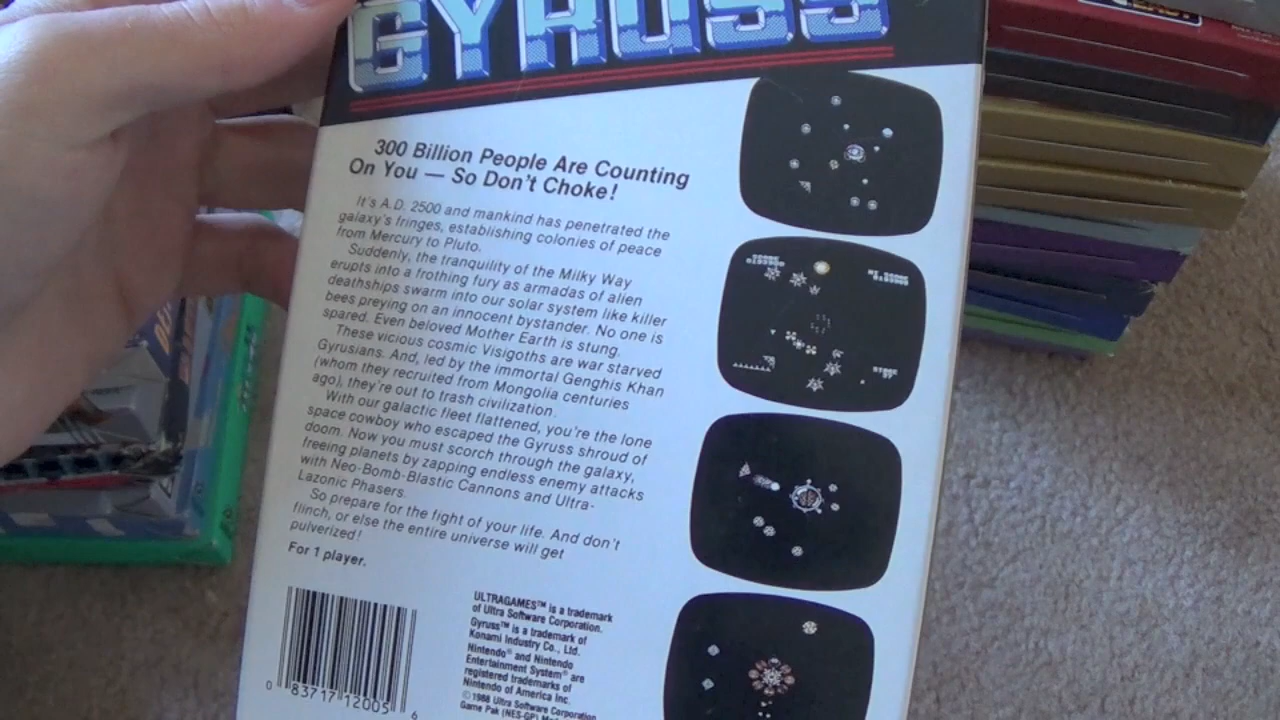 GYRUSS
300 Billion People Are Counting
On You — So Don't Choke!
It's A.D. 2500 and mankind has penetrated the
galaxy's fringes, establishing colonies of peace
from Mercury to Pluto.
Suddenly, the tranquility of the Milky Way
erupts into a frothing fury as armadas of alien
deathships swarm into our solar system like killer
bees preying on an innocent bystander. No one is
spared. Even beloved Mother Earth is stung.
These vicious cosmic Visigoths are war starved
Gyrusians. And, led by the immortal Genghis Khan
(whom they recruited from Mongolia centuries
ago), they're out to trash civilization.
With our galactic fleet flattened, you're the lone
space cowboy who escaped the Gyruss shroud of
doom. Now you must scorch through the galaxy,
freeing planets by zapping endless enemy attacks
with Neo-Bomb-Blastic Cannons and Ultra-
Lazonic Phasers.
So prepare for the fight of your life. And don't
flinch, or else the entire universe will get
pulverized!
For 1 player.
0 83717 12005 6
ULTRAGAMES™ is a trademark
of Ultra Software Corporation.
Gyruss™ is a trademark of
Konami Industry Co., Ltd.
Nintendo® and Nintendo
Entertainment System® are
registered trademarks of
Nintendo of America Inc.
© 1988 Ultra Software Corporation
Game Pak (NES-GP)
SCORE
HI SCORE
STAGE